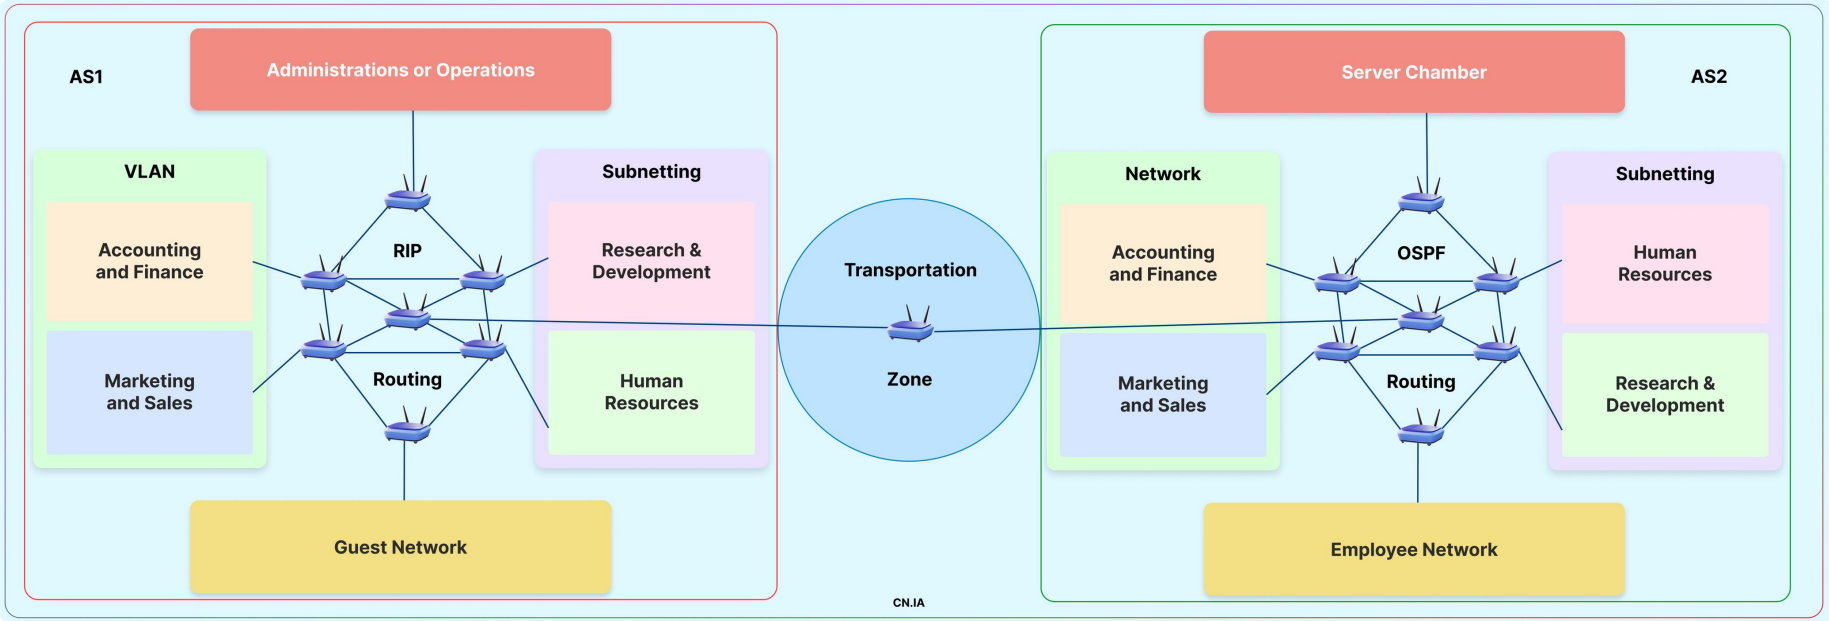 AS1
Administrations or Operations
VLAN
Accounting
and Finance
Marketing
and Sales
RIP
Routing
Subnetting
Research &
Development
Human
Resources
Guest Network
Transportation
Zone
CN.IA
Server Chamber
AS2
Network
Accounting
and Finance
Marketing
and Sales
OSPF
Routing
Subnetting
Human
Resources
Research &
Development
Employee Network